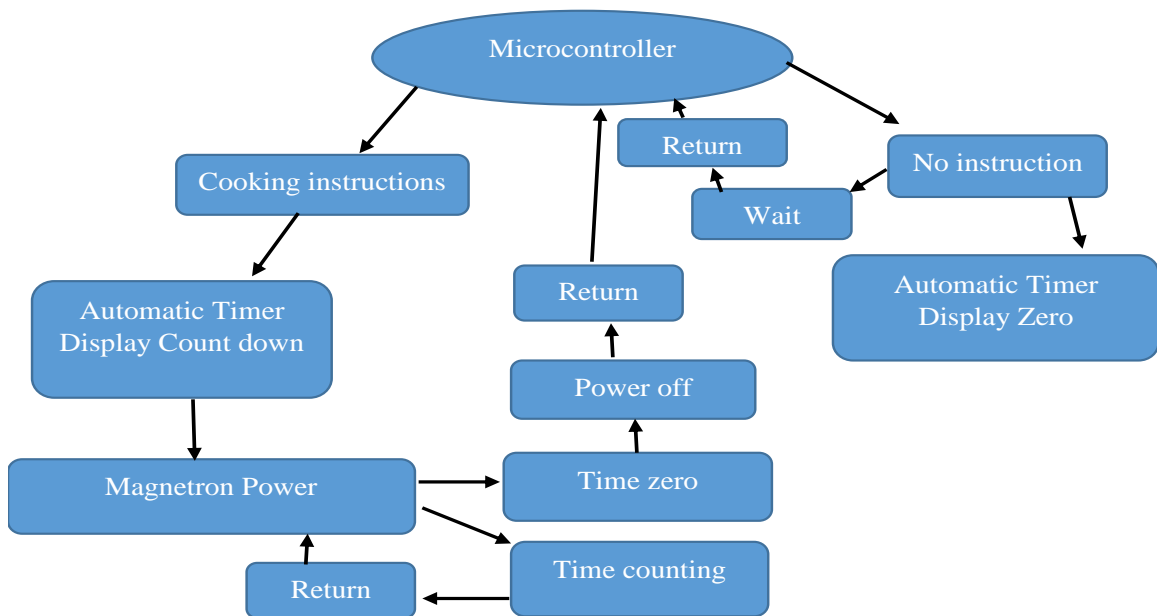 Microcontroller
Return
No instruction
Cooking instructions
Wait
Return
Automatic Timer
Display Zero
Automatic Timer
Display Count down
Power off
Magnetron Power
Time zero
Time counting
Return